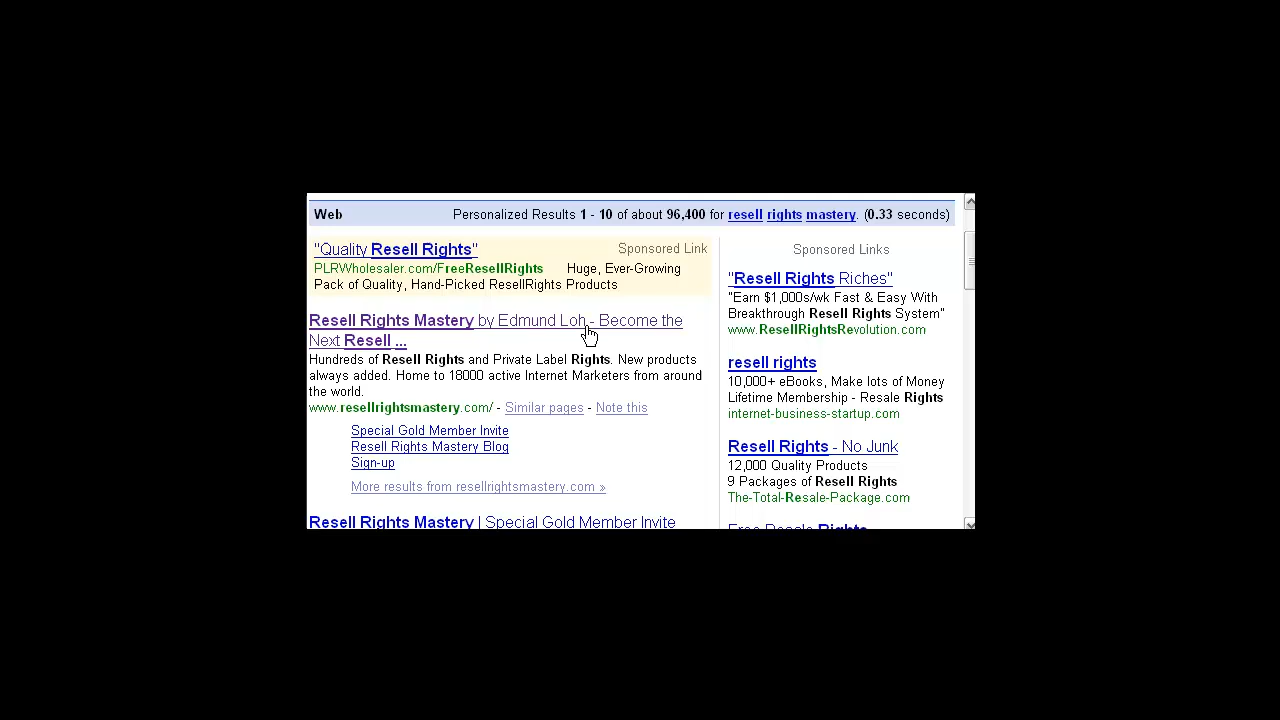 Web Personalized Results 1 - 10 of about 96,400 for resell rights mastery. (0.33 seconds)
"Quality Resell Rights" Sponsored Link
PLRWholesaler.com/FreeResellRights Huge, Ever-Growing
Pack of Quality, Hand-Picked ResellRights Products
Resell Rights Mastery by Edmund Loh - Become the
Next Resell ...
Hundreds of Resell Rights and Private Label Rights. New products
always added. Home to 18000 active Internet Marketers from around
the world.
www.resellrightsmastery.com/ - Similar pages - Note this
Special Gold Member Invite
Resell Rights Mastery Blog
Sign-up
More results from resellrightsmastery.com »
Resell Rights Mastery | Special Gold Member Invite
Sponsored Links
"Resell Rights Riches"
"Earn $1,000s/wk Fast & Easy With
Breakthrough Resell Rights System"
www.ResellRightsRevolution.com
resell rights
10,000+ eBooks, Make lots of Money
Lifetime Membership - Resale Rights
internet-business-startup.com
Resell Rights - No Junk
12,000 Quality Products
9 Packages of Resell Rights
The-Total-Resale-Package.com
Free Resale Rights